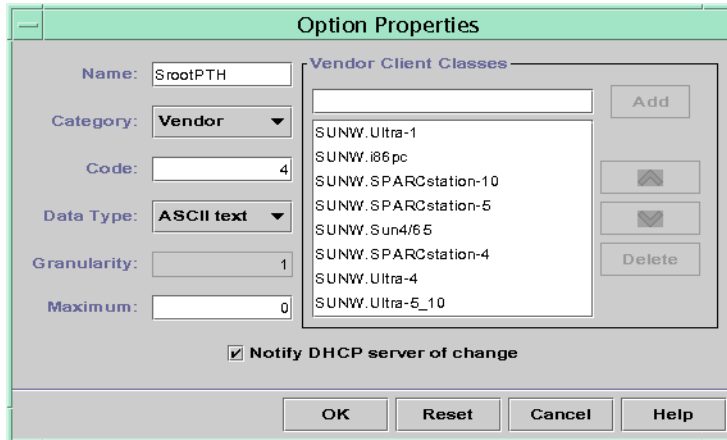 Option Properties
Name: SrootPTH
Category: Vendor
Code: 4
Data Type: ASCII text
Granularity: 1
Maximum: 0
Vendor Client Classes
Add
SUNW.Ultra-1
SUNW.i86pc
SUNW.SPARCstation-10
SUNW.SPARCstation-5
SUNW.Sun4/65
SUNW.SPARCstation-4
SUNW.Ultra-4
SUNW.Ultra-5_10
Delete
Notify DHCP server of change
OK
Reset
Cancel
Help